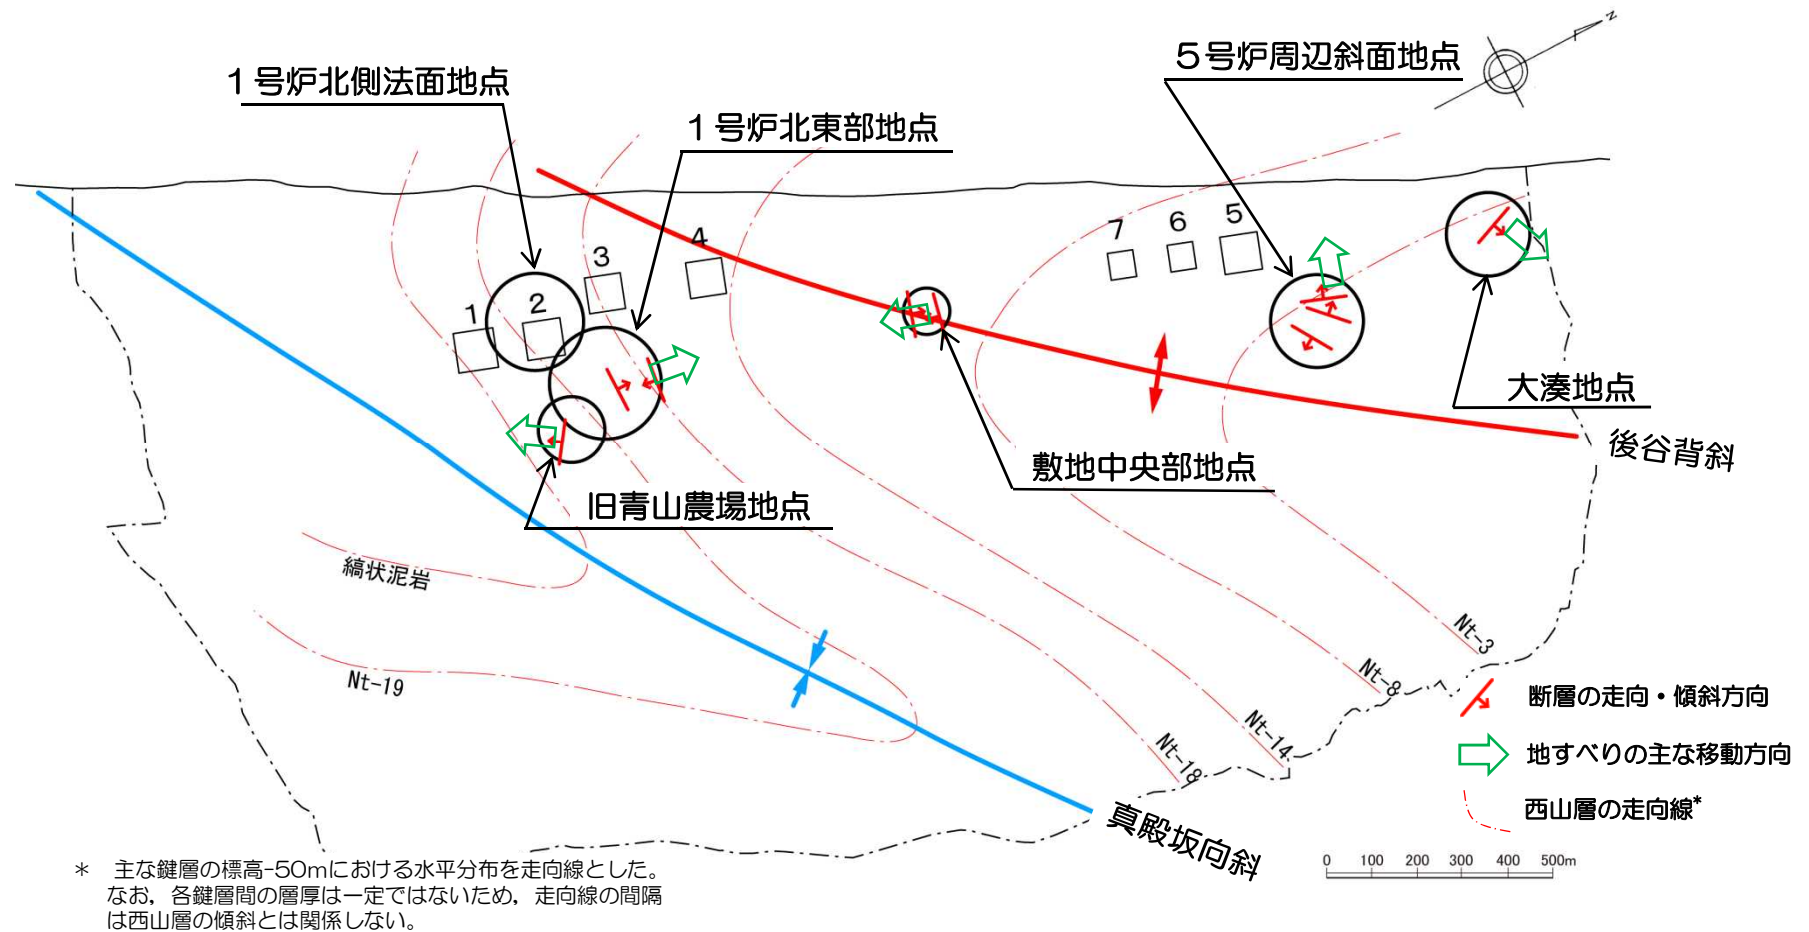 N
5号炉周辺斜面地点
1号炉北側法面地点
1号炉北東部地点
5
6
7
4
3
2
1
大湊地点
後谷背斜
敷地中央部地点
旧青山農場地点
縞状泥岩
Nt-19
Nt-3
Nt-8
Nt-14
Nt-18
真殿坂向斜
断層の走向・傾斜方向
地すべりの主な移動方向
西山層の走向線*
0 100 200 300 400 500m
* 主な鍵層の標高-50mにおける水平分布を走向線とした。
なお，各鍵層間の層厚は一定ではないため，走向線の間隔
は西山層の傾斜とは関係しない。